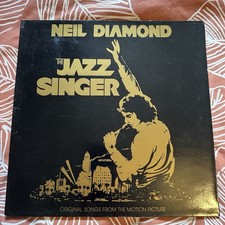 NEIL DIAMOND
THE
JAZZ
SINGER
ORIGINAL SONGS FROM THE MOTION PICTURE